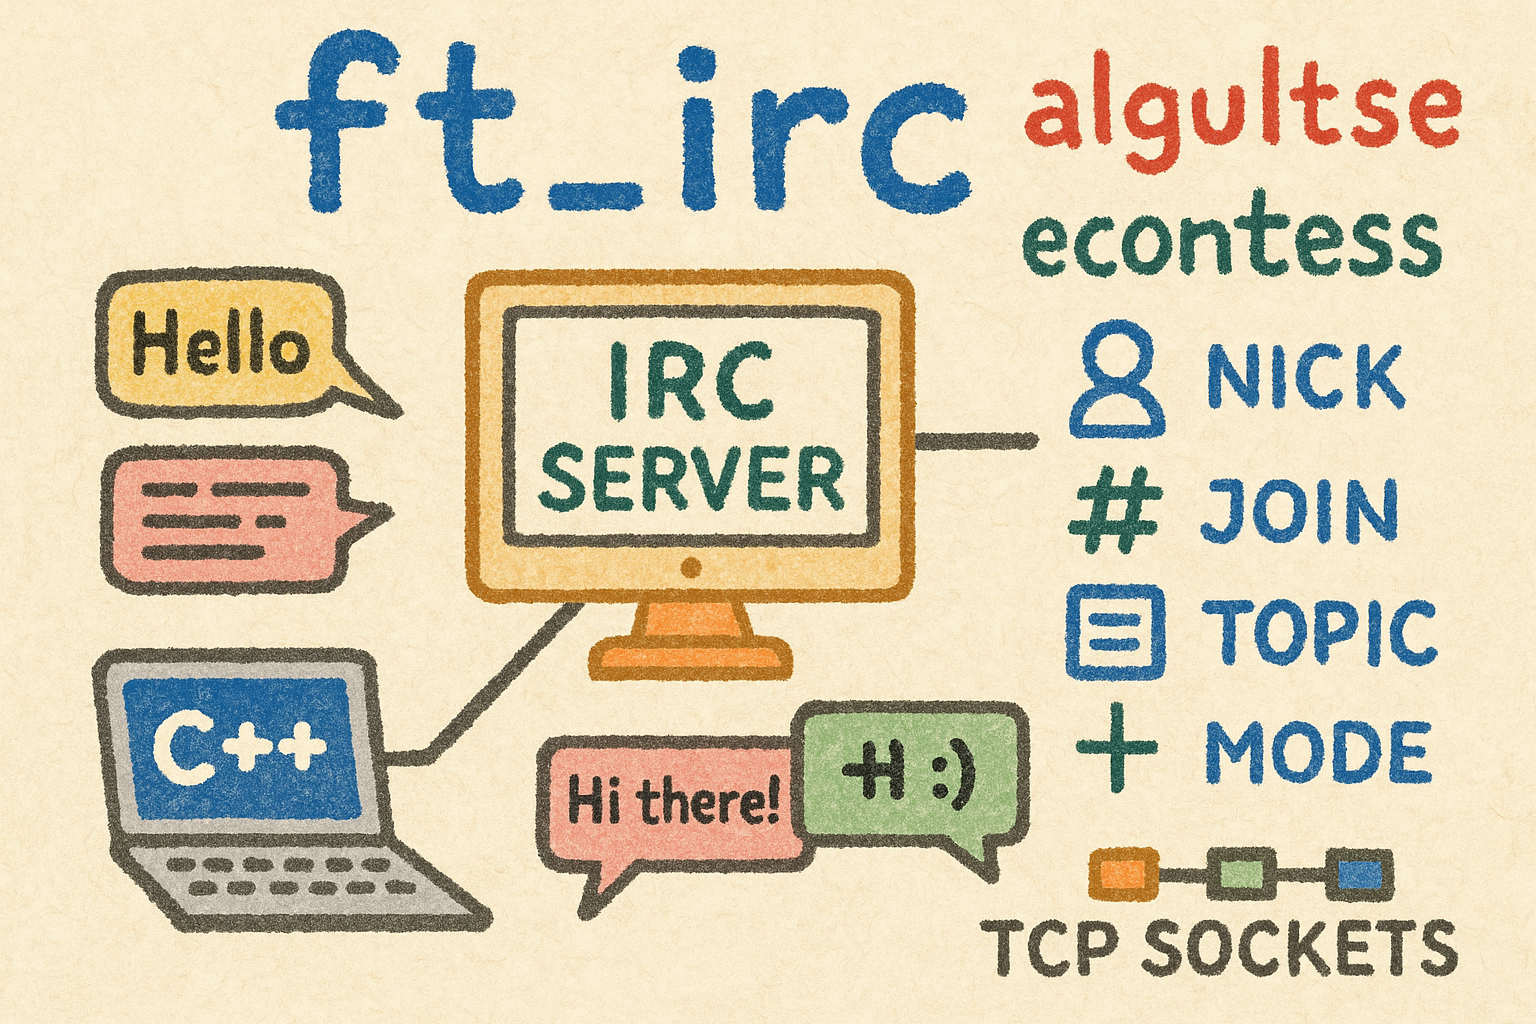 ft_irc
algultse
econtess
Hello
IRC
SERVER
NICK
# JOIN
TOPIC
+ MODE
C++
Hi there!
H :)
TCP SOCKETS